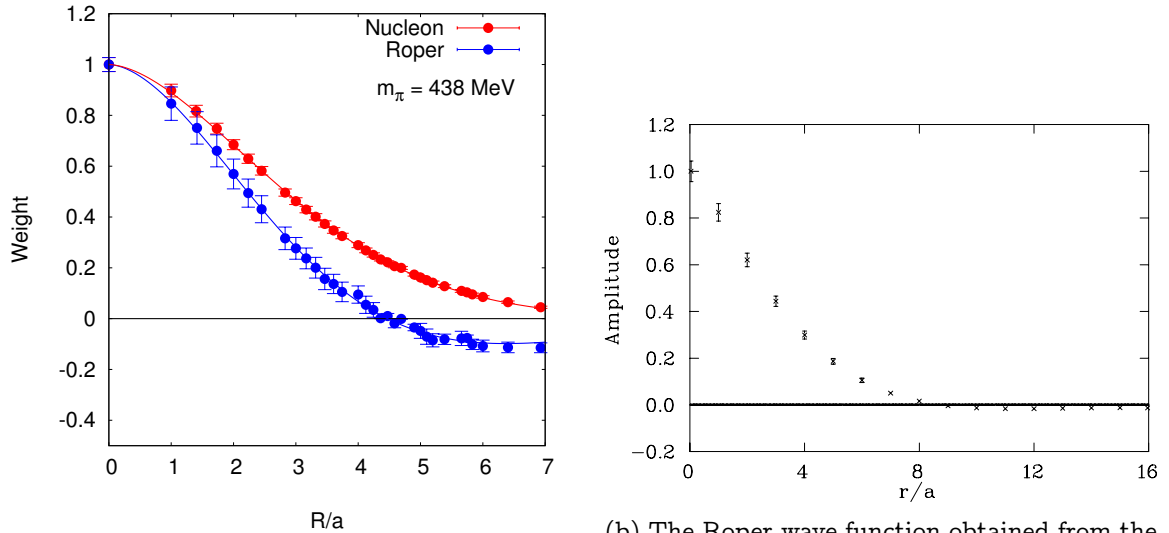 1.2
1
0.8
0.6
0.4
0.2
0
-0.2
-0.4
Weight
Nucleon
Roper
mπ = 438 MeV
0 1 2 3 4 5 6 7
R/a
1.2
1.0
0.8
0.6
0.4
0.2
0.0
−0.2
Amplitude
0 4 8 12 16
r/a
(b) The Roper wave function obtained from the